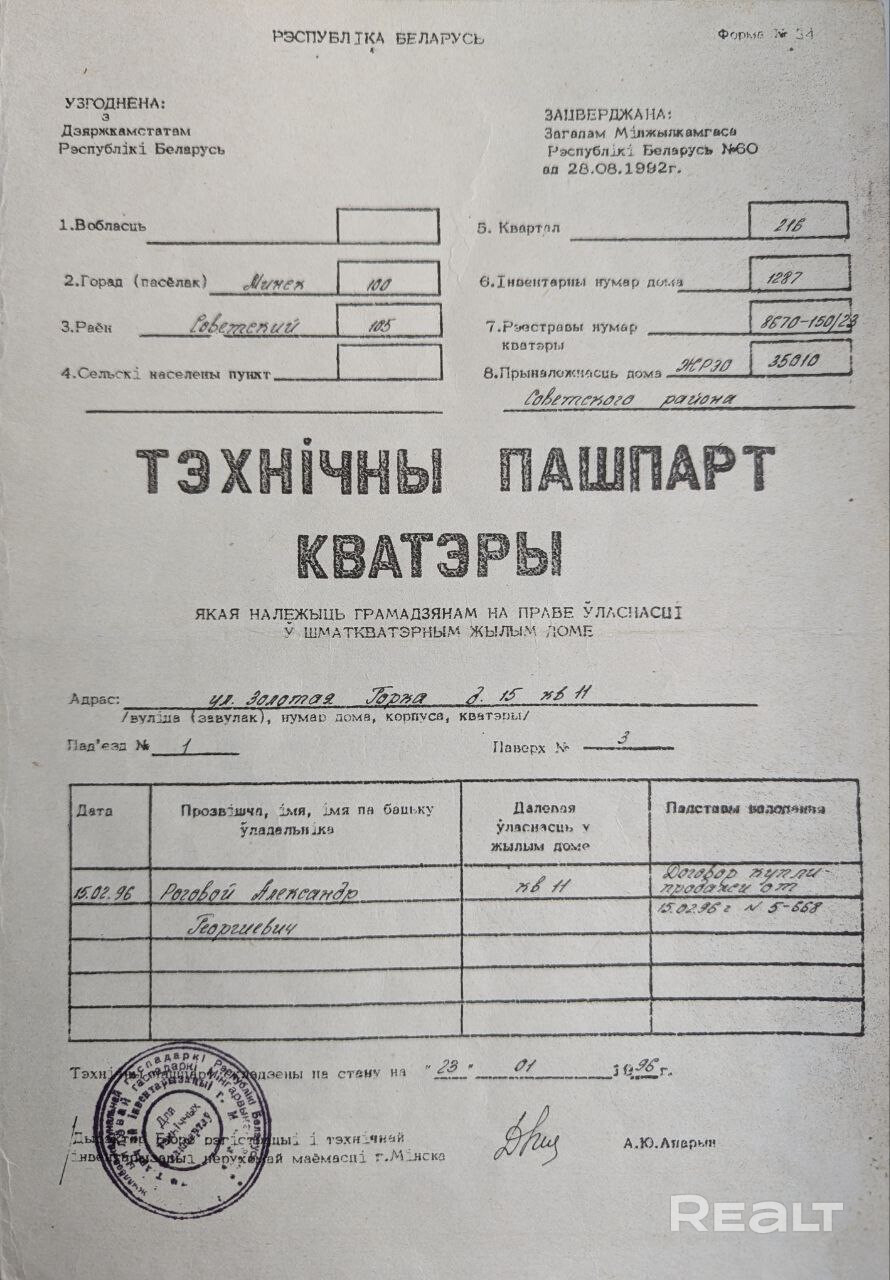 РЭСПУБЛІКА БЕЛАРУСЬ
Форма № 34
УЗГОДНЕНА:
з
Дзяржкамстатам
Рэспублікі Беларусь
ЗАЦВЕРДЖАНА:
Загадам Мінжылкамгаса
Рэспублікі Беларусь №60
ад 28.08.1992г.
1.Вобласць
2.Горад (пасёлак) Минск 100
3.Раён Советский 105
4.Сельскі населены пункт
5. Квартал 216
6.Інвентарны нумар дома 1287
7.Рэестравы нумар 8670-150/23
кватэры
8.Прыналежнасць дома ЖРЭО 35010
Советского района
ТЭХНІЧНЫ ПАШПАРТ
КВАТЭРЫ
ЯКАЯ НАЛЕЖЫЦЬ ГРАМАДЗЯНАМ НА ПРАВЕ ЎЛАСНАСЦІ
Ў ШМАТКВАТЭРНЫМ ЖЫЛЫМ ДОМЕ
Адрас: ул. Золотая Горка д. 15 кв 11
/вуліца (завулак), нумар дома, корпуса, кватэры/
Пад'езд № 1
Паверх № 3
Дата
Прозвішча, імя, імя па бацьку
ўладальніка
Далевая
ўласнасць у
жылым доме
Падставы валодання
15.02.96 Роговой Александр
Георгиевич
кв 11
Договор купли-
продажи от
15.02.96г N 5-668
Тэхнічны пашпарт складзены па стану на "23" 01 1996г.
Дырэктар Бюро рэгістрацыі і тэхнічнай
інвентарызацыі нерухомай маёмасці г.Мінска
А.Ю.Апарын
Для
тэхнічных
пашпартаў
REALT